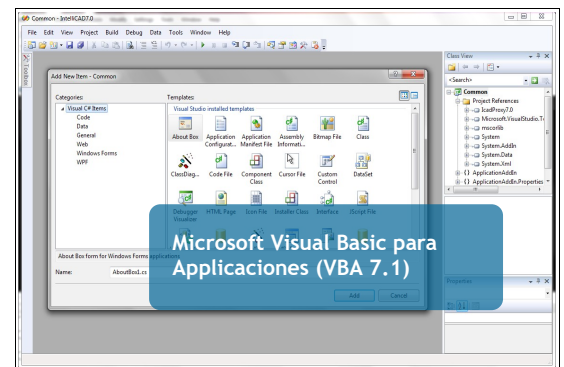 Common - IntelliCAD7.0
File Edit View Project Build Debug Data Tools Window Help
Toolbox
Class View
<Search>
Common
Project References
IcadProxy7.0
Microsoft.VisualStudio.T
mscorlib
System
System.AddIn
System.Data
System.Xml
{} ApplicationAddIn
{} ApplicationAddIn.Properties
Properties
Add New Item - Common
Categories:
Templates:
Visual C# Items
Code
Data
General
Web
Windows Forms
WPF
Visual Studio installed templates
About Box Application Configurat... Application Manifest File Assembly Informati... Bitmap File Class
ClassDiag... Code File Component Class Cursor File Custom Control DataSet
Debugger Visualizer HTML Page Icon File Installer Class Interface JScript File
Microsoft Visual Basic para
Applicaciones (VBA 7.1)
About Box form for Windows Forms applications
Name: AboutBox1.cs
Add Cancel